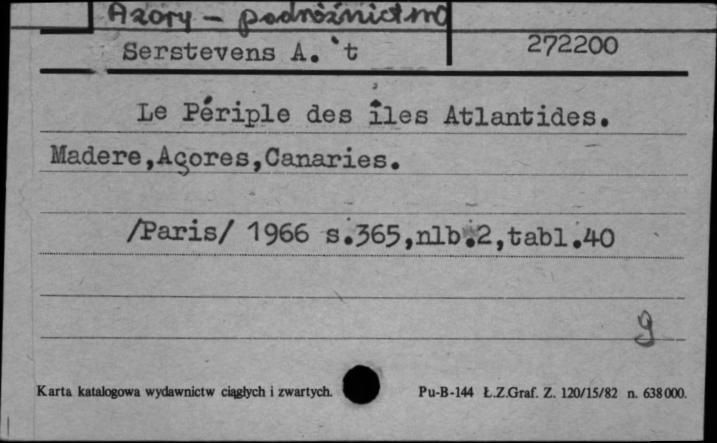 Azory - podróżnictwo
Serstevens A. 't 272200
Le Périple des îles Atlantides.
Madere,Açores,Canaries.
/Paris/ 1966 s.365,nlb.2,tabl.40
g
Karta katalogowa wydawnictw ciągłych i zwartych. Pu-B-144 Ł.Z.Graf. Z. 120/15/82 n. 638000.